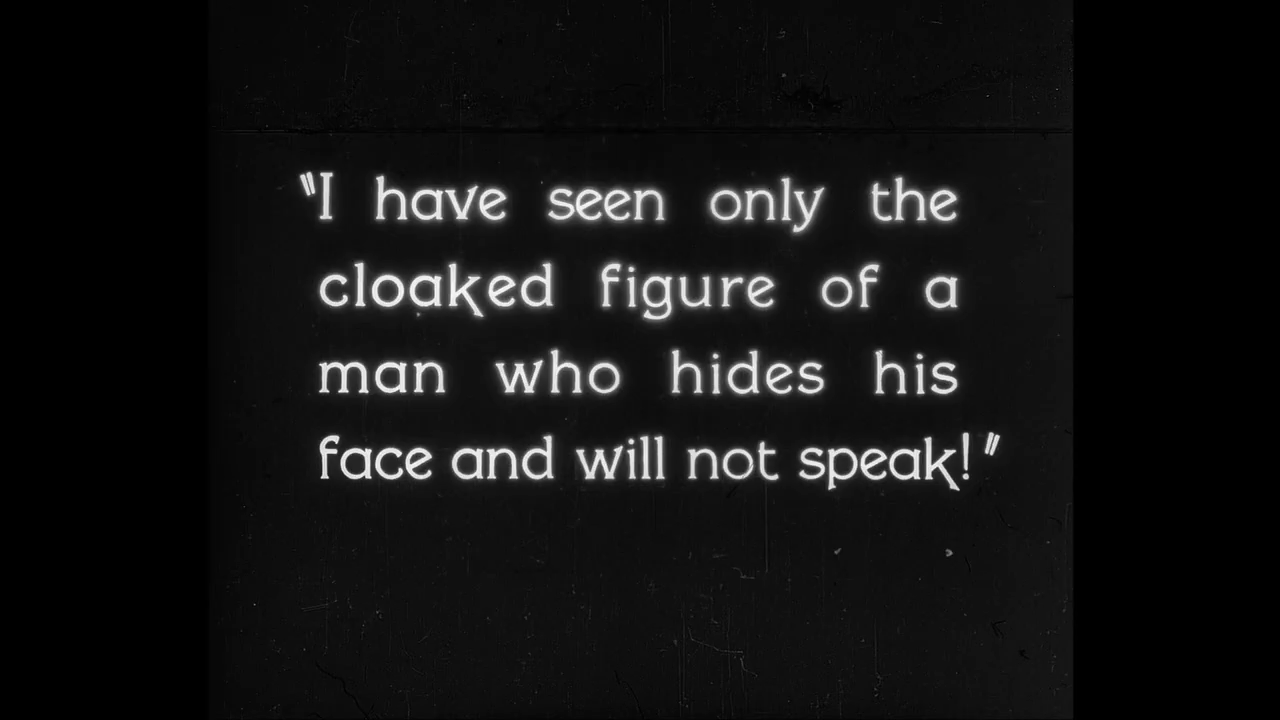 "I have seen only the
cloaked figure of a
man who hides his
face and will not speak!"